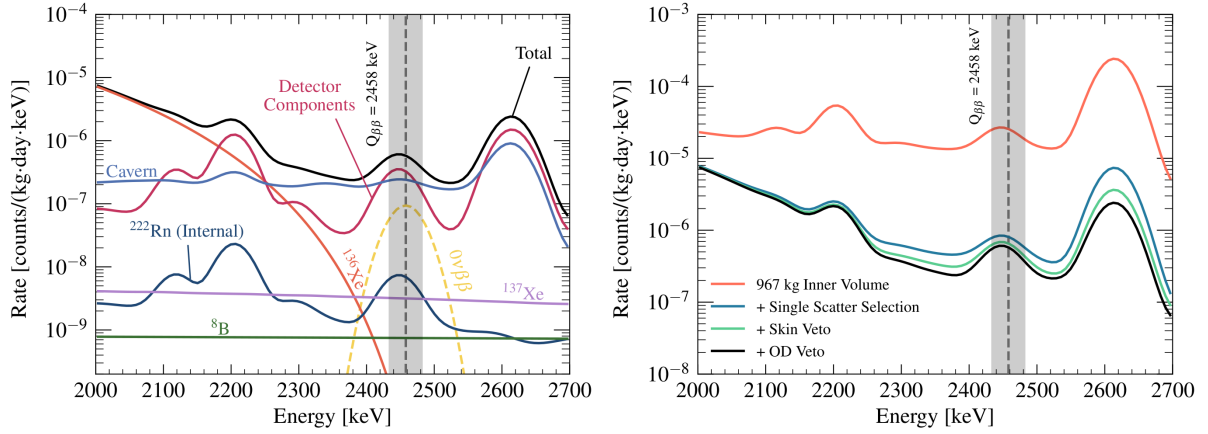 10⁻⁴
10⁻⁵
10⁻⁶
10⁻⁷
10⁻⁸
10⁻⁹
Rate [counts/(kg·day·keV)]
Total
Detector
Components
Q_ββ = 2458 keV
Cavern
²²²Rn (Internal)
¹³⁶Xe
0νββ
¹³⁷Xe
⁸B
2000 2100 2200 2300 2400 2500 2600 2700
Energy [keV]
10⁻³
10⁻⁴
10⁻⁵
10⁻⁶
10⁻⁷
10⁻⁸
Rate [counts/(kg·day·keV)]
Q_ββ = 2458 keV
967 kg Inner Volume
+ Single Scatter Selection
+ Skin Veto
+ OD Veto
2000 2100 2200 2300 2400 2500 2600 2700
Energy [keV]